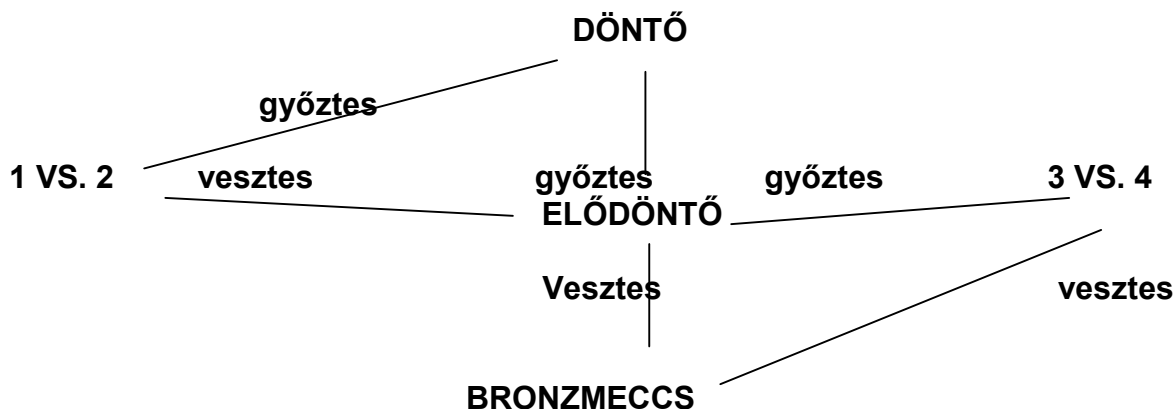 DÖNTŐ
győztes
1 VS. 2 vesztes győztes győztes 3 VS. 4
ELŐDÖNTŐ
Vesztes vesztes
BRONZMECCS